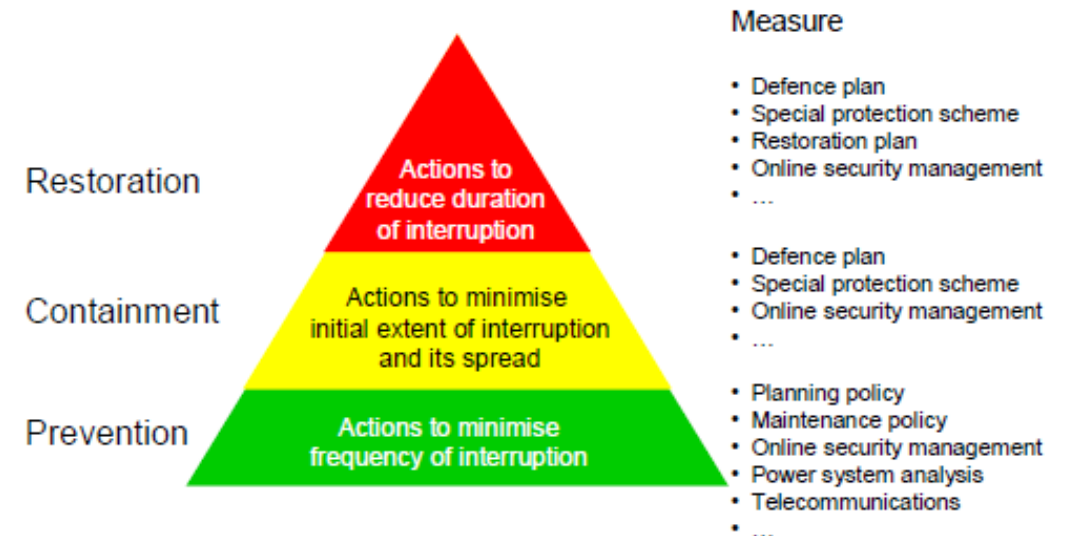 Measure
• Defence plan
• Special protection scheme
• Restoration plan
• Online security management
• ...
Restoration
Actions to
reduce duration
of interruption
• Defence plan
• Special protection scheme
• Online security management
• ...
Containment
Actions to minimise
initial extent of interruption
and its spread
• Planning policy
• Maintenance policy
• Online security management
• Power system analysis
• Telecommunications
• ...
Prevention
Actions to minimise
frequency of interruption